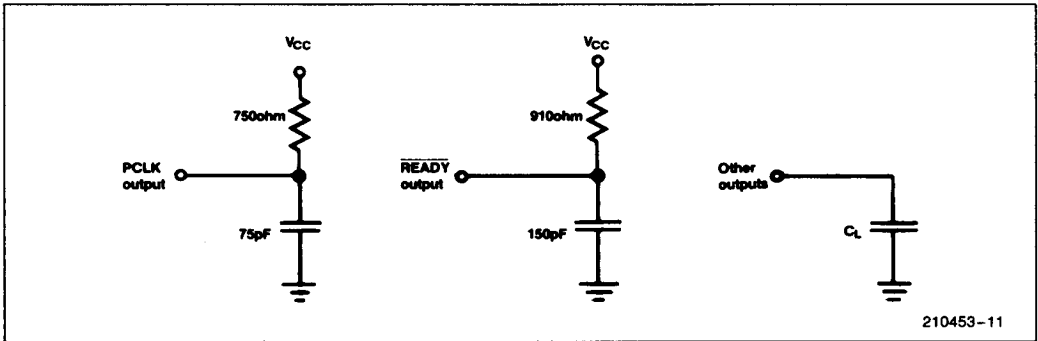 VCC
750ohm
PCLK
output
75pF
VCC
910ohm
READY
output
150pF
Other
outputs
CL
210453-11